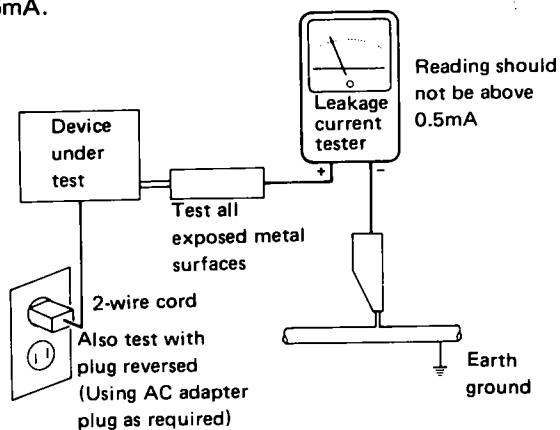 Reading should
not be above
0.5mA
Leakage
current
tester
+ −
Device
under
test
Test all
exposed metal
surfaces
2-wire cord
Also test with
plug reversed
(Using AC adapter
plug as required)
Earth
ground